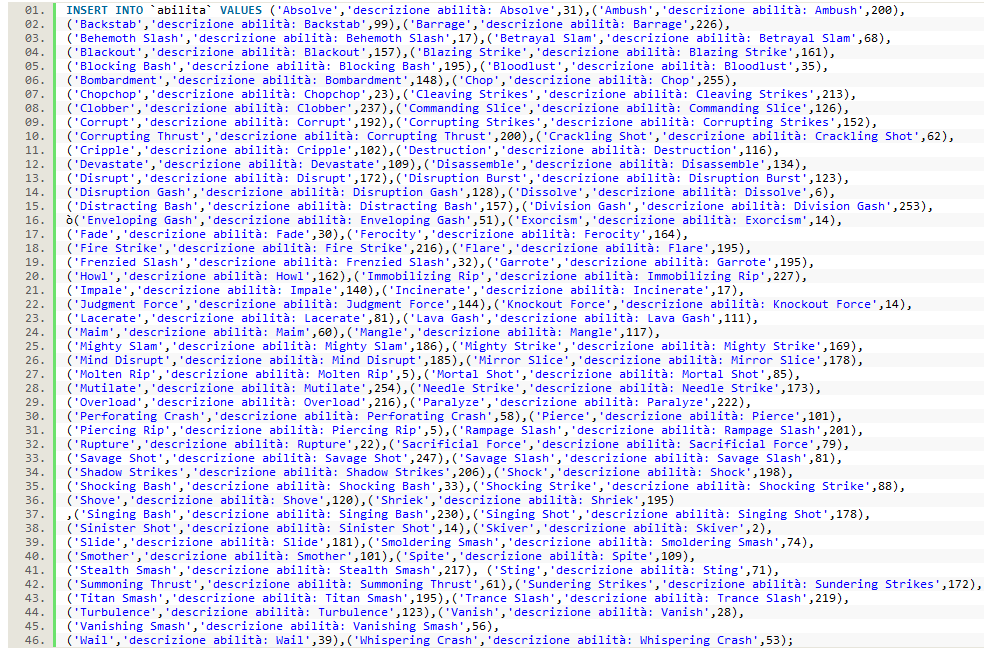 01. INSERT INTO `abilita` VALUES ('Absolve','descrizione abilità: Absolve',31),('Ambush','descrizione abilità: Ambush',200),
02. ('Backstab','descrizione abilità: Backstab',99),('Barrage','descrizione abilità: Barrage',226),
03. ('Behemoth Slash','descrizione abilità: Behemoth Slash',17),('Betrayal Slam','descrizione abilità: Betrayal Slam',68),
04. ('Blackout','descrizione abilità: Blackout',157),('Blazing Strike','descrizione abilità: Blazing Strike',161),
05. ('Blocking Bash','descrizione abilità: Blocking Bash',195),('Bloodlust','descrizione abilità: Bloodlust',35),
06. ('Bombardment','descrizione abilità: Bombardment',148),('Chop','descrizione abilità: Chop',255),
07. ('Chopchop','descrizione abilità: Chopchop',23),('Cleaving Strikes','descrizione abilità: Cleaving Strikes',213),
08. ('Clobber','descrizione abilità: Clobber',237),('Commanding Slice','descrizione abilità: Commanding Slice',126),
09. ('Corrupt','descrizione abilità: Corrupt',192),('Corrupting Strikes','descrizione abilità: Corrupting Strikes',152),
10. ('Corrupting Thrust','descrizione abilità: Corrupting Thrust',200),('Crackling Shot','descrizione abilità: Crackling Shot',62),
11. ('Cripple','descrizione abilità: Cripple',102),('Destruction','descrizione abilità: Destruction',116),
12. ('Devastate','descrizione abilità: Devastate',109),('Disassemble','descrizione abilità: Disassemble',134),
13. ('Disrupt','descrizione abilità: Disrupt',172),('Disruption Burst','descrizione abilità: Disruption Burst',123),
14. ('Disruption Gash','descrizione abilità: Disruption Gash',128),('Dissolve','descrizione abilità: Dissolve',6),
15. ('Distracting Bash','descrizione abilità: Distracting Bash',157),('Division Gash','descrizione abilità: Division Gash',253),
16. ò('Enveloping Gash','descrizione abilità: Enveloping Gash',51),('Exorcism','descrizione abilità: Exorcism',14),
17. ('Fade','descrizione abilità: Fade',30),('Ferocity','descrizione abilità: Ferocity',164),
18. ('Fire Strike','descrizione abilità: Fire Strike',216),('Flare','descrizione abilità: Flare',195),
19. ('Frenzied Slash','descrizione abilità: Frenzied Slash',32),('Garrote','descrizione abilità: Garrote',195),
20. ('Howl','descrizione abilità: Howl',162),('Immobilizing Rip','descrizione abilità: Immobilizing Rip',227),
21. ('Impale','descrizione abilità: Impale',140),('Incinerate','descrizione abilità: Incinerate',17),
22. ('Judgment Force','descrizione abilità: Judgment Force',144),('Knockout Force','descrizione abilità: Knockout Force',14),
23. ('Lacerate','descrizione abilità: Lacerate',81),('Lava Gash','descrizione abilità: Lava Gash',111),
24. ('Maim','descrizione abilità: Maim',60),('Mangle','descrizione abilità: Mangle',117),
25. ('Mighty Slam','descrizione abilità: Mighty Slam',186),('Mighty Strike','descrizione abilità: Mighty Strike',169),
26. ('Mind Disrupt','descrizione abilità: Mind Disrupt',185),('Mirror Slice','descrizione abilità: Mirror Slice',178),
27. ('Molten Rip','descrizione abilità: Molten Rip',5),('Mortal Shot','descrizione abilità: Mortal Shot',85),
28. ('Mutilate','descrizione abilità: Mutilate',254),('Needle Strike','descrizione abilità: Needle Strike',173),
29. ('Overload','descrizione abilità: Overload',216),('Paralyze','descrizione abilità: Paralyze',222),
30. ('Perforating Crash','descrizione abilità: Perforating Crash',58),('Pierce','descrizione abilità: Pierce',101),
31. ('Piercing Rip','descrizione abilità: Piercing Rip',5),('Rampage Slash','descrizione abilità: Rampage Slash',201),
32. ('Rupture','descrizione abilità: Rupture',22),('Sacrificial Force','descrizione abilità: Sacrificial Force',79),
33. ('Savage Shot','descrizione abilità: Savage Shot',247),('Savage Slash','descrizione abilità: Savage Slash',81),
34. ('Shadow Strikes','descrizione abilità: Shadow Strikes',206),('Shock','descrizione abilità: Shock',198),
35. ('Shocking Bash','descrizione abilità: Shocking Bash',33),('Shocking Strike','descrizione abilità: Shocking Strike',88),
36. ('Shove','descrizione abilità: Shove',120),('Shriek','descrizione abilità: Shriek',195)
37. ,('Singing Bash','descrizione abilità: Singing Bash',230),('Singing Shot','descrizione abilità: Singing Shot',178),
38. ('Sinister Shot','descrizione abilità: Sinister Shot',14),('Skiver','descrizione abilità: Skiver',2),
39. ('Slide','descrizione abilità: Slide',181),('Smoldering Smash','descrizione abilità: Smoldering Smash',74),
40. ('Smother','descrizione abilità: Smother',101),('Spite','descrizione abilità: Spite',109),
41. ('Stealth Smash','descrizione abilità: Stealth Smash',217), ('Sting','descrizione abilità: Sting',71),
42. ('Summoning Thrust','descrizione abilità: Summoning Thrust',61),('Sundering Strikes','descrizione abilità: Sundering Strikes',172),
43. ('Titan Smash','descrizione abilità: Titan Smash',195),('Trance Slash','descrizione abilità: Trance Slash',219),
44. ('Turbulence','descrizione abilità: Turbulence',123),('Vanish','descrizione abilità: Vanish',28),
45. ('Vanishing Smash','descrizione abilità: Vanishing Smash',56),
46. ('Wail','descrizione abilità: Wail',39),('Whispering Crash','descrizione abilità: Whispering Crash',53);